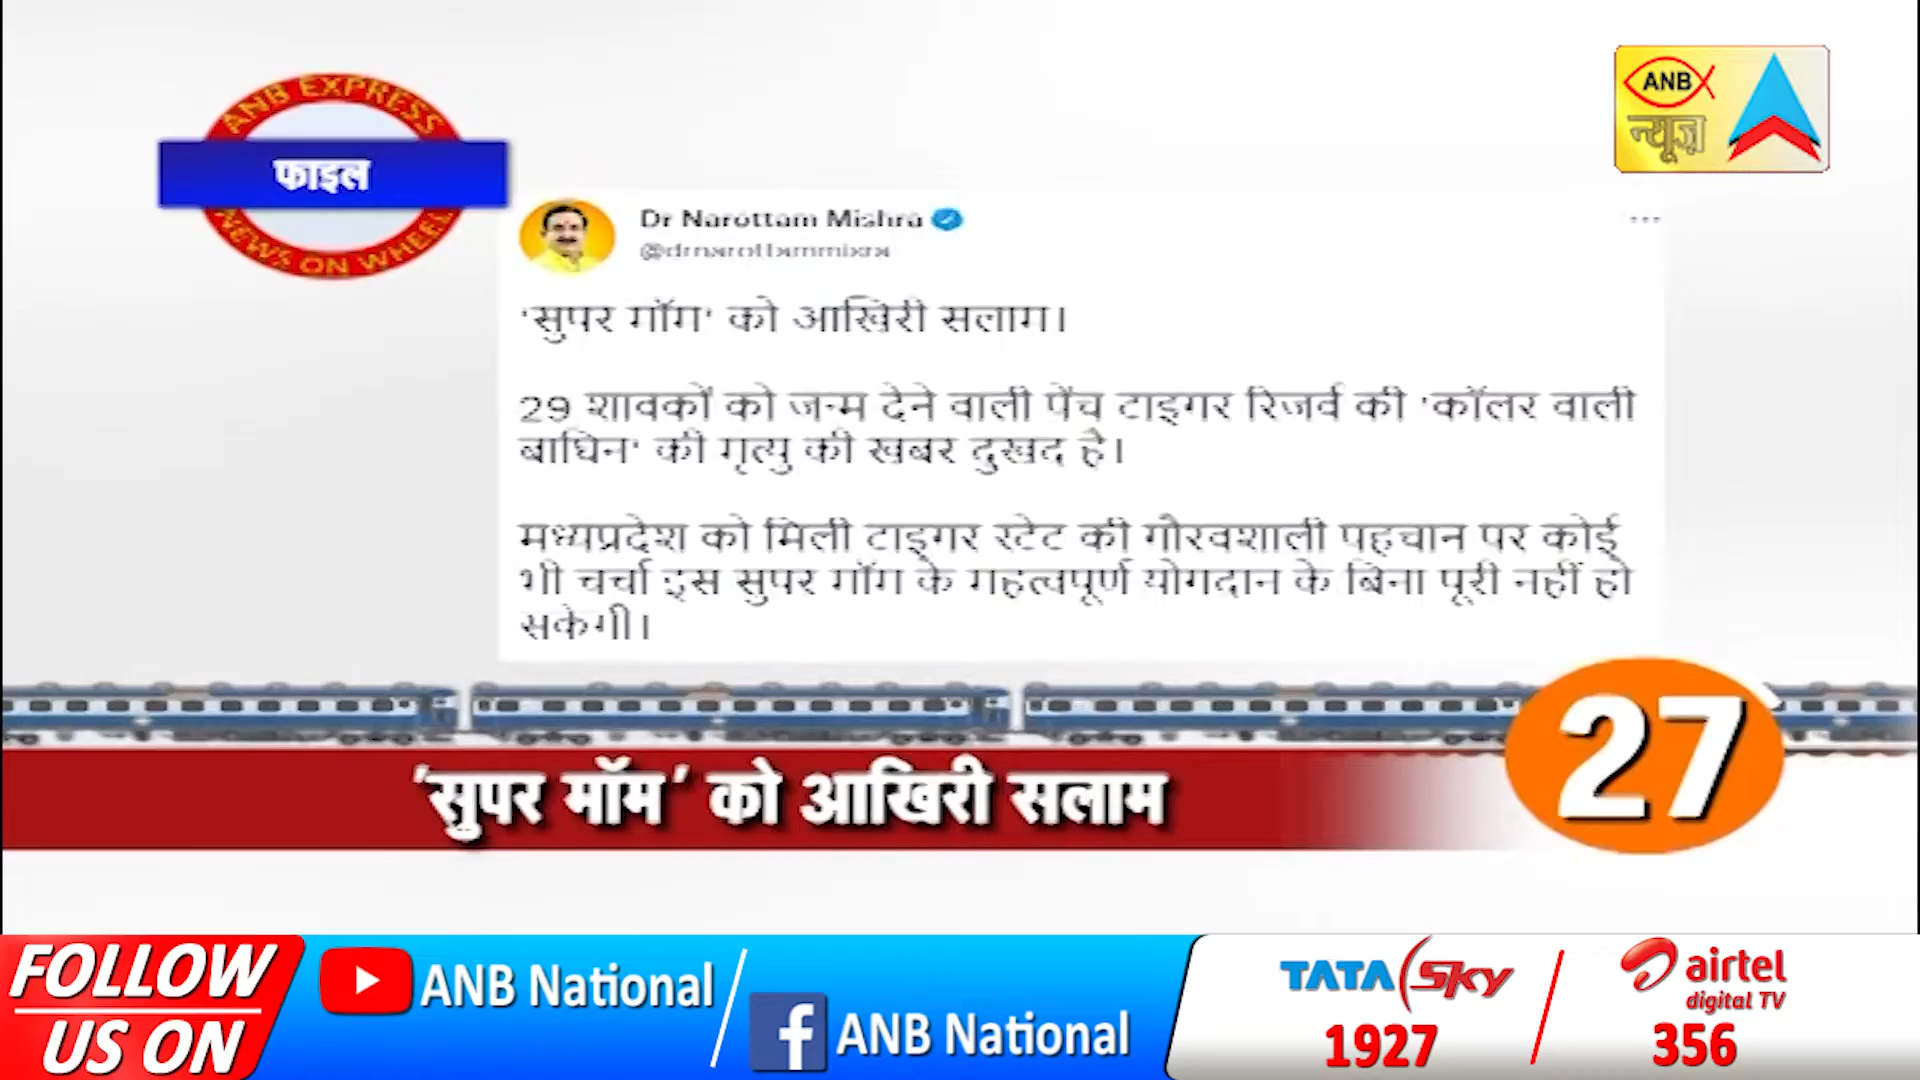 ANB EXPRESS
फाइल
NEWS ON WHEEL
ANB
न्यूज़
Dr Narottam Mishra
@drnarottammisra
'सुपर मॉम' को आखिरी सलाम।
29 शावकों को जन्म देने वाली पेंच टाइगर रिजर्व की 'कॉलर वाली
बाघिन' की मृत्यु की खबर दुखद है।
मध्यप्रदेश को मिली टाइगर स्टेट की गौरवशाली पहचान पर कोई
भी चर्चा इस सुपर मॉम के महत्वपूर्ण योगदान के बिना पूरी नहीं हो
सकेगी।
27
'सुपर मॉम' को आखिरी सलाम
FOLLOW
US ON
ANB National
ANB National
TATA Sky
1927
airtel
digital TV
356